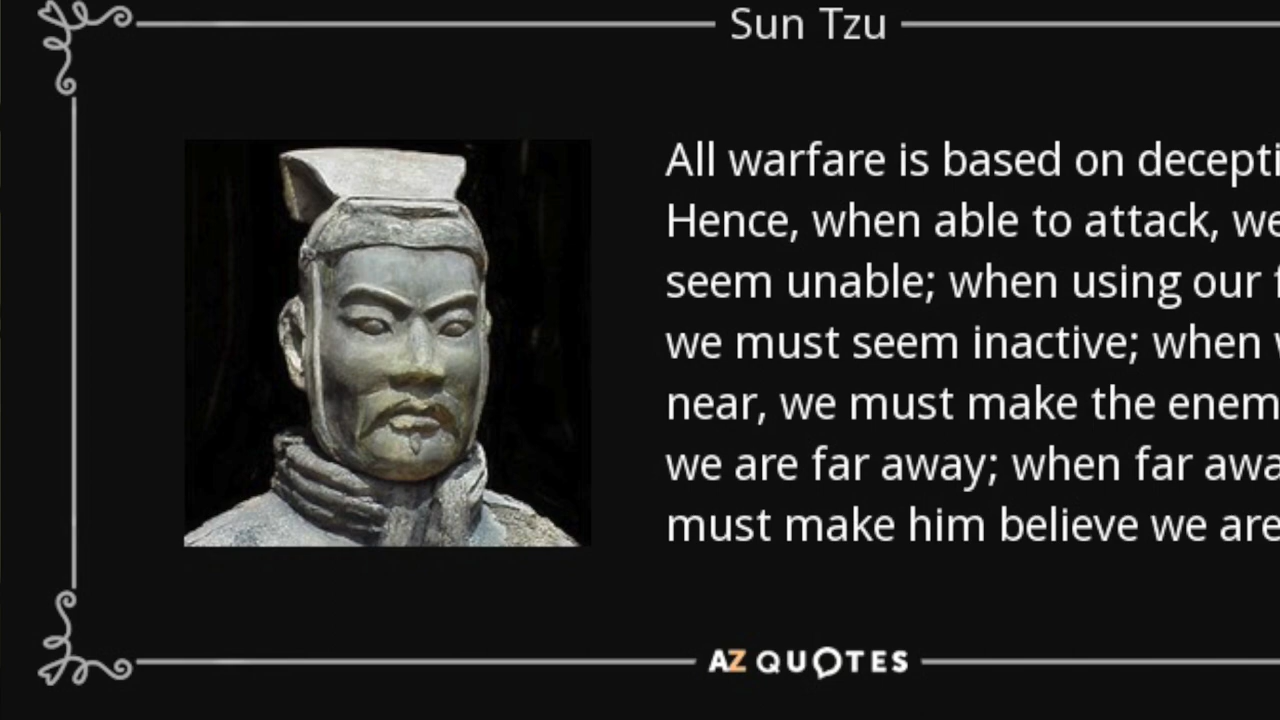 Sun Tzu
All warfare is based on decepti
Hence, when able to attack, we
seem unable; when using our
we must seem inactive; when
near, we must make the enem
we are far away; when far awa
must make him believe we are
AZ QUOTES